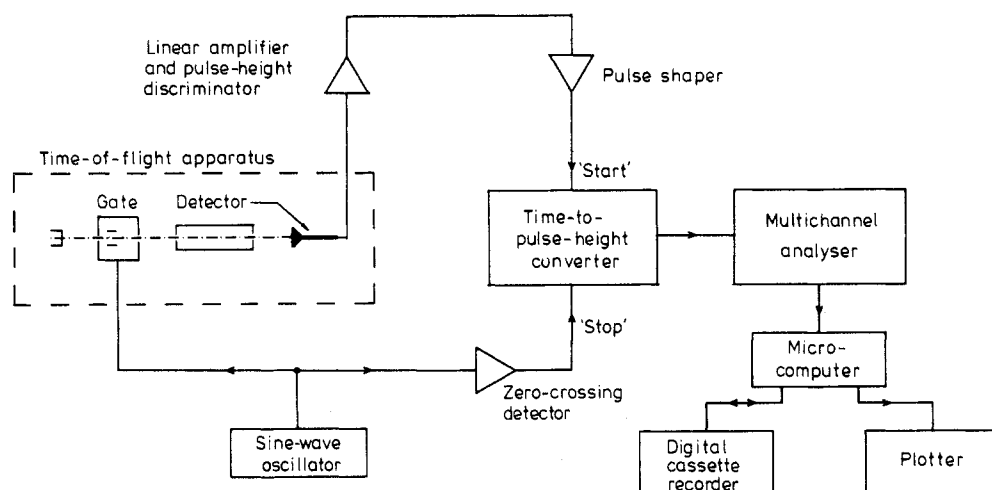 Linear amplifier
and pulse-height
discriminator
Pulse shaper
Time-of-flight apparatus
'Start'
Gate
Detector
Time-to-
pulse-height
converter
Multichannel
analyser
'Stop'
Micro-
computer
Zero-crossing
detector
Sine-wave
oscillator
Digital
cassette
recorder
Plotter